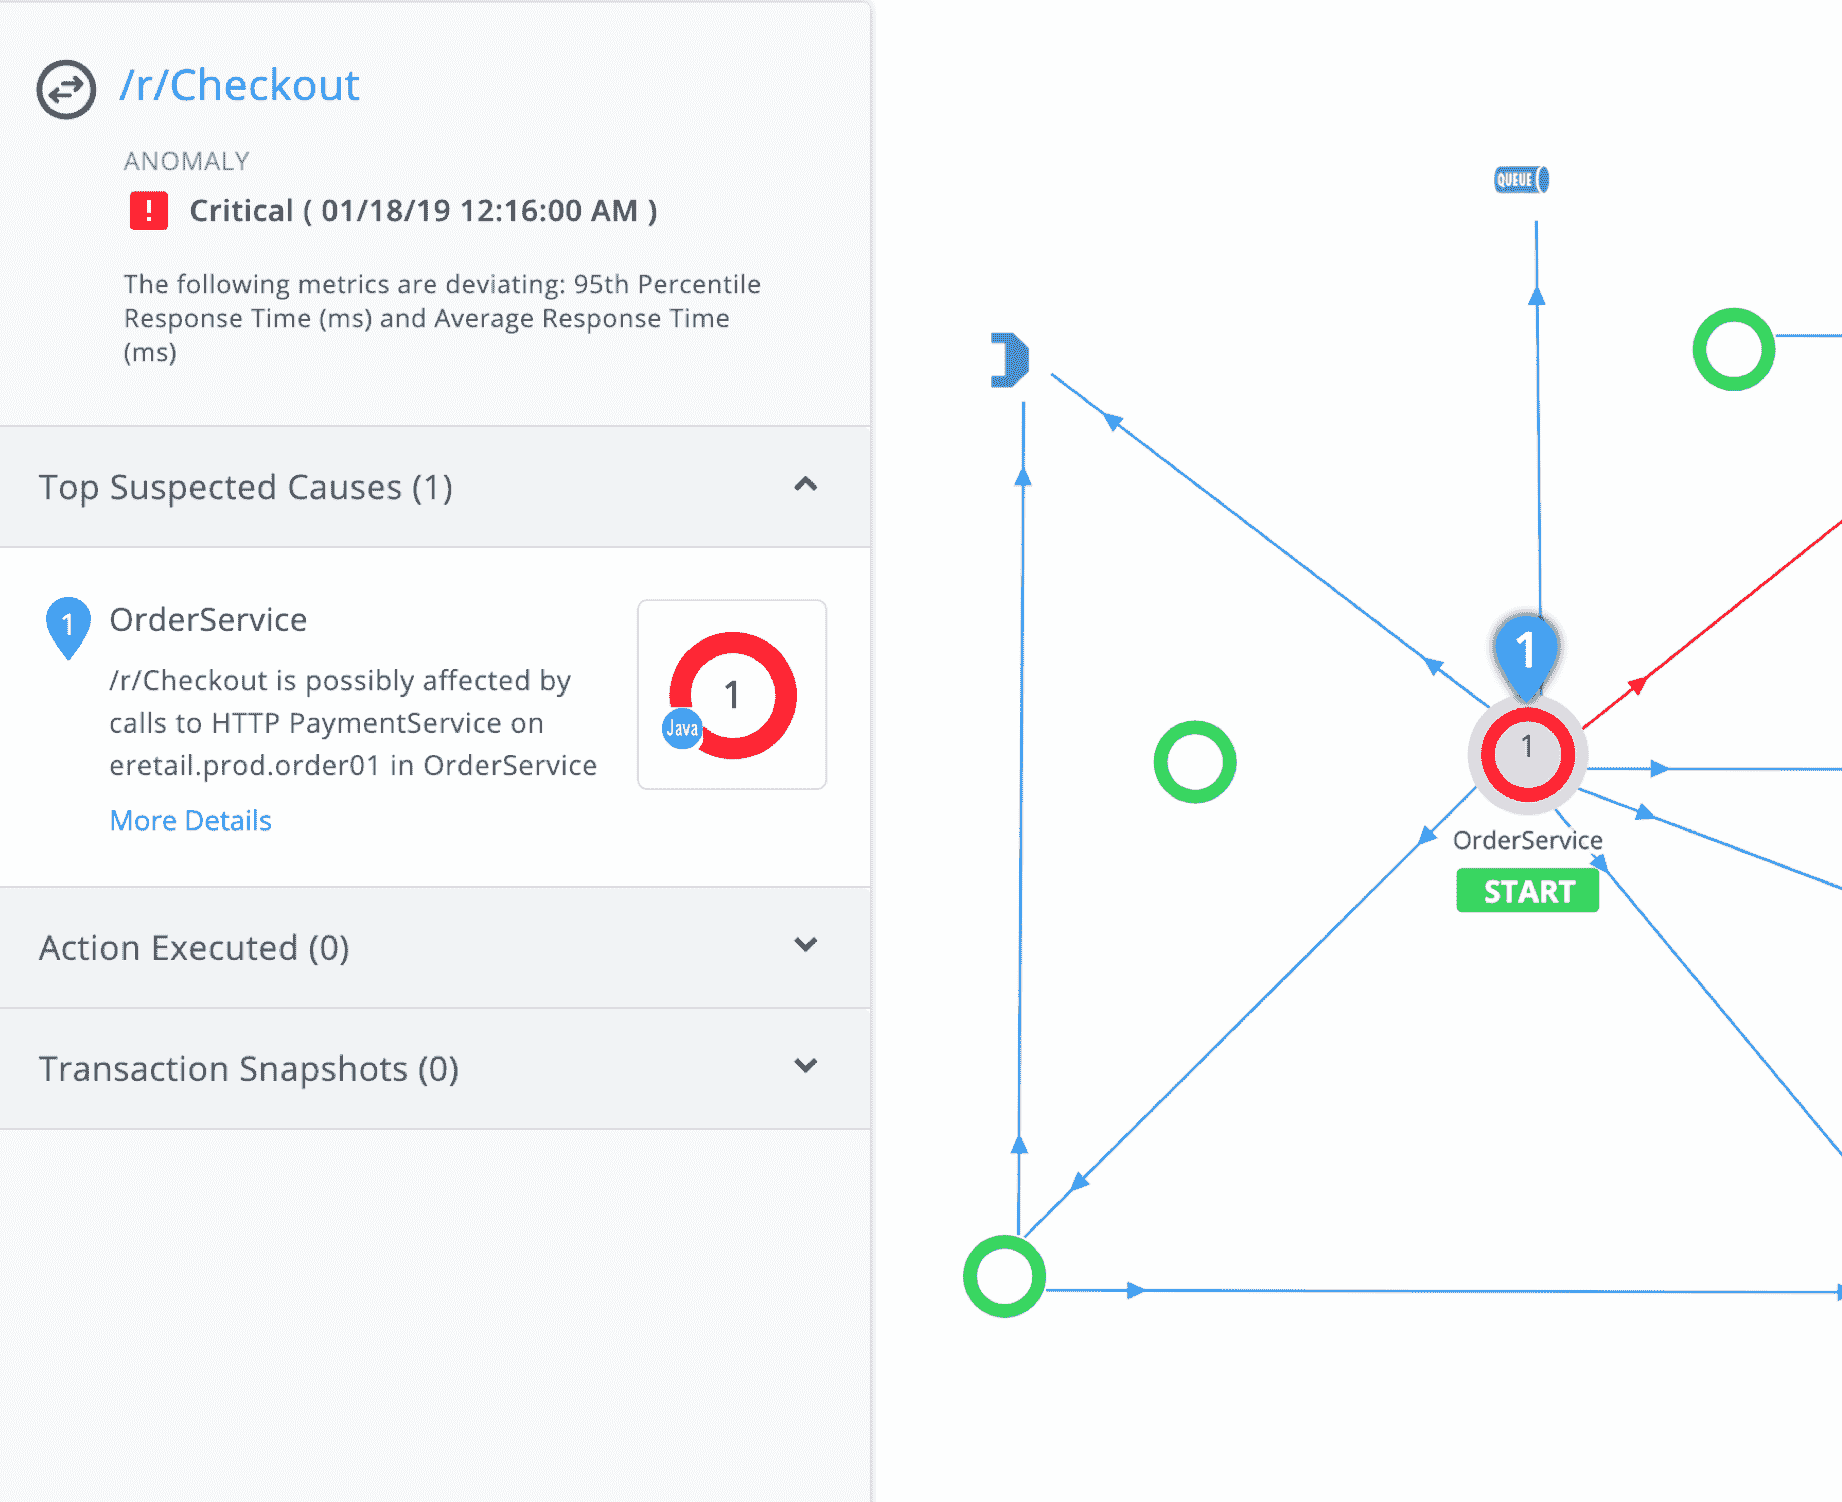 /r/Checkout
ANOMALY
! Critical ( 01/18/19 12:16:00 AM )
The following metrics are deviating: 95th Percentile
Response Time (ms) and Average Response Time
(ms)
Top Suspected Causes (1)
1 OrderService
/r/Checkout is possibly affected by
calls to HTTP PaymentService on
eretail.prod.order01 in OrderService
More Details
1
Java
Action Executed (0)
Transaction Snapshots (0)
QUEUE
1
1
OrderService
START